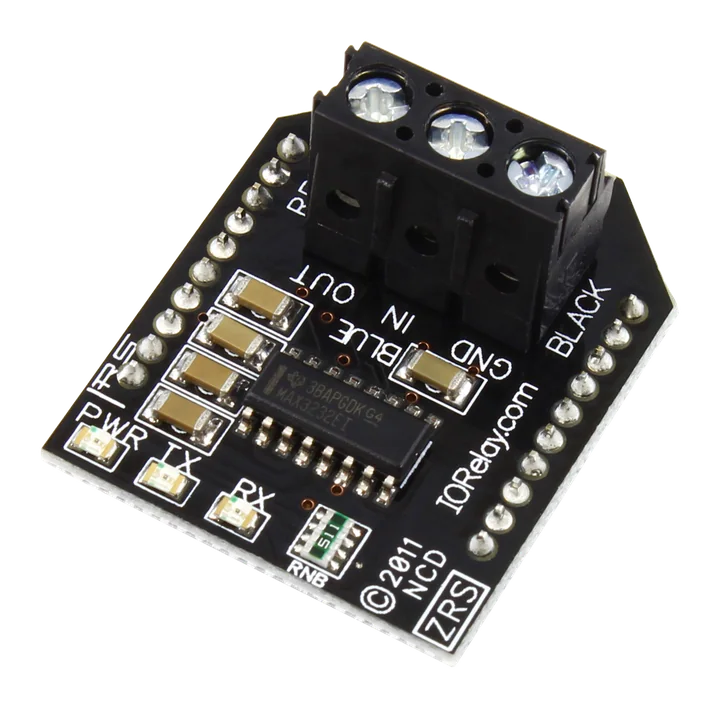 OUT
IN
GND
BLUE
BLACK
38APGDK G4
MAX3232EI
IORelay.com
PWR
TX
RX
511
RNB
©2011
NCD
ZRS